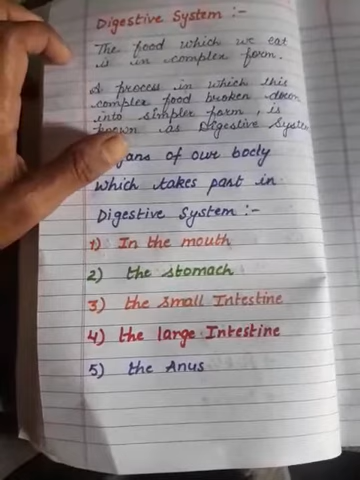 Digestive System :-
The food which we eat
is in complex form.
A process in which this
complex food broken down
into simpler form, is
known as Digestive System
gans of our body
which takes part in
Digestive System :-
1) In the mouth
2) the stomach
3) the small Intestine
4) the large Intestine
5) the Anus